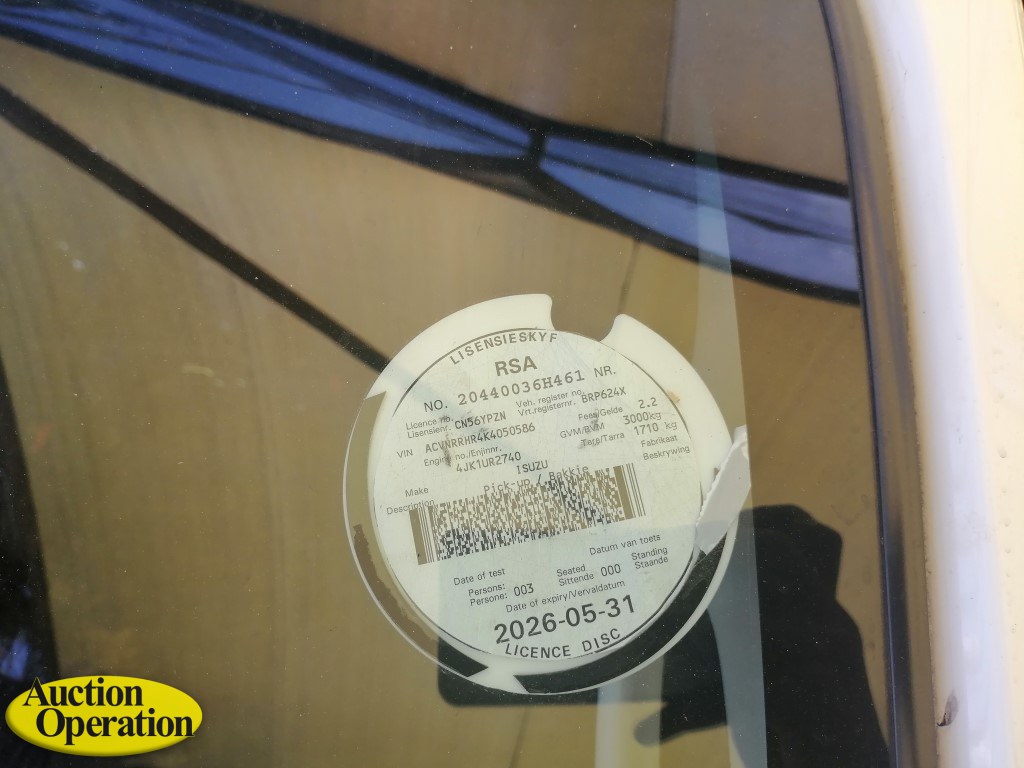 LISENSIESKYF
RSA
NO. 20440036H461 NR.
Licence no. CN56YPZN Veh. register no. BRP624X
Lisensienr. Vrt.registernr.
VIN ACVNRRHR4K4050586 Fees/Gelde 2.2
Engine no./Enjinnr. GVM/BVM 3000kg
4JK1UR2740 Tare/Tarra 1710 kg
Make ISUZU Fabrikaat
Description Pick-up / Bakkie Beskrywing
Date of test Datum van toets
Persons: 003 Seated 000 Standing
Persone: Sittende Staande
Date of expiry/Vervaldatum
2026-05-31
LICENCE DISC
Auction
Operation